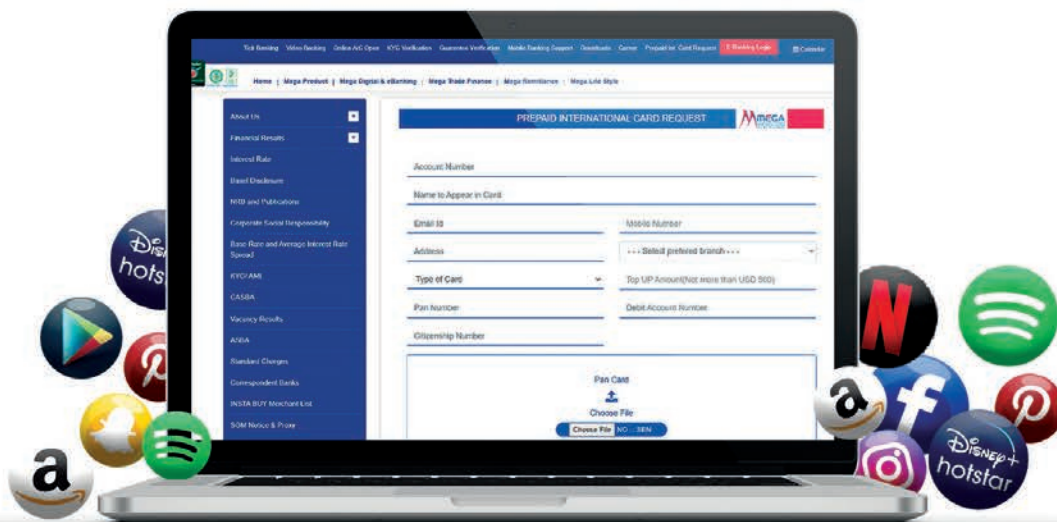 Tick Banking Video Banking Online A/C Open KYC Verification Guarantee Verification Mobile Banking Support Downloads Career Prepaid Int. Card Request E-Banking Login Calendar
Home | Mega Product | Mega Digital & eBanking | Mega Trade Finance | Mega Remittance | Mega Life Style
About Us
Financial Results
Interest Rate
Basel Disclosure
NRB and Publications
Corporate Social Responsibility
Base Rate and Average Interest Rate
Spread
KYC/ AML
CASBA
Vacancy Results
ASBA
Standard Charges
Correspondent Banks
INSTA BUY Merchant List
SGM Notice & Proxy
PREPAID INTERNATIONAL CARD REQUEST
MEGA
Account Number
Name to Appear in Card
Email Id
Mobile Number
Address
- - - Select prefered branch - - -
Type of Card
Top UP Amount(Not more than USD 500)
Pan Number
Debit Account Number
Citizenship Number
Pan Card
Choose File
Choose File
Disney
hots
a
N
f
a
Disney+
hotstar